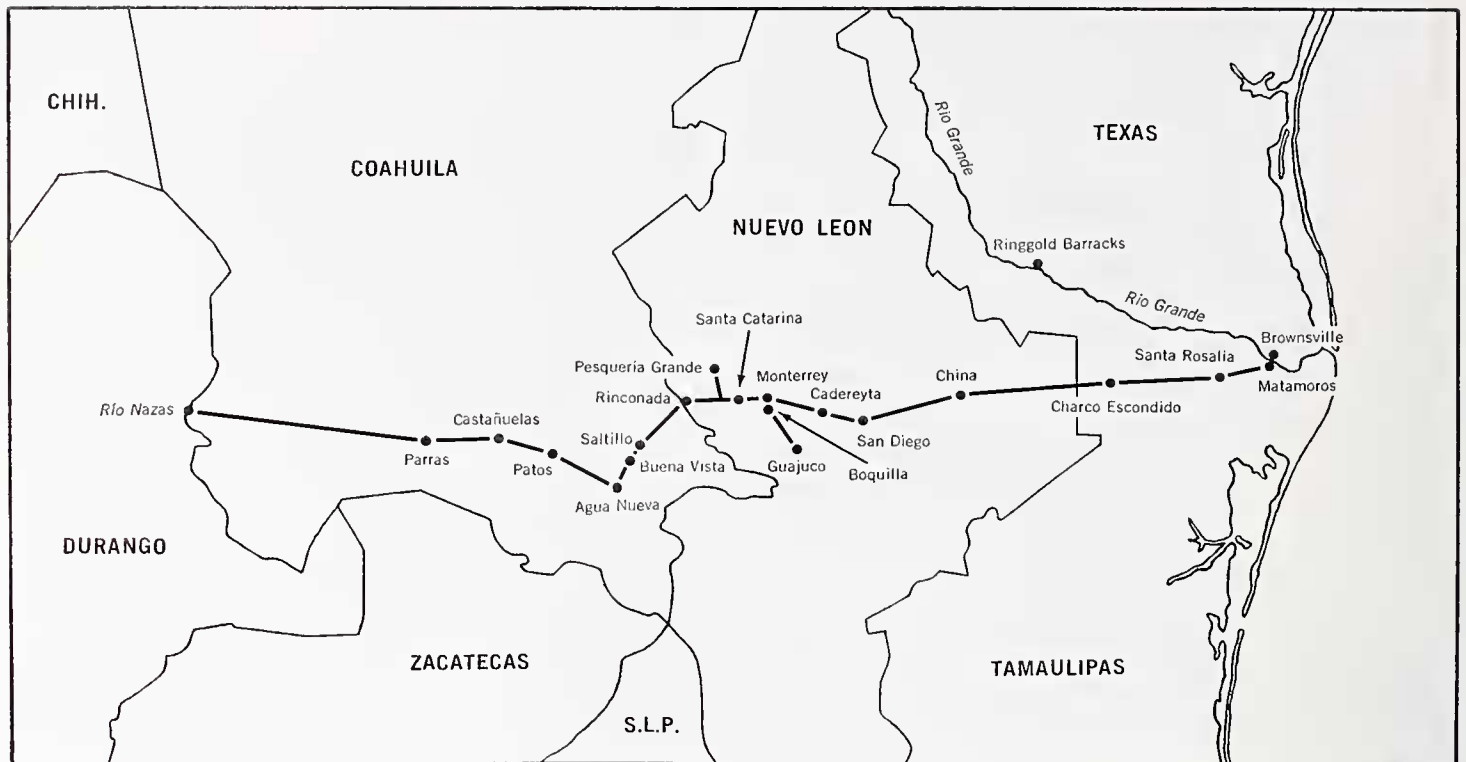 CHIH.
COAHUILA
NUEVO LEON
TEXAS
Rio Grande
Ringgold Barracks
Rio Grande
Santa Catarina
Brownsville
Santa Rosalia
Matamoros
Pesquería Grande
Monterrey
China
Rinconada
Cadereyta
Charco Escondido
Río Nazas
Castañuelas
Saltillo
San Diego
Parras
Patos
Buena Vista
Guajuco
Boquilla
Agua Nueva
DURANGO
ZACATECAS
S.L.P.
TAMAULIPAS